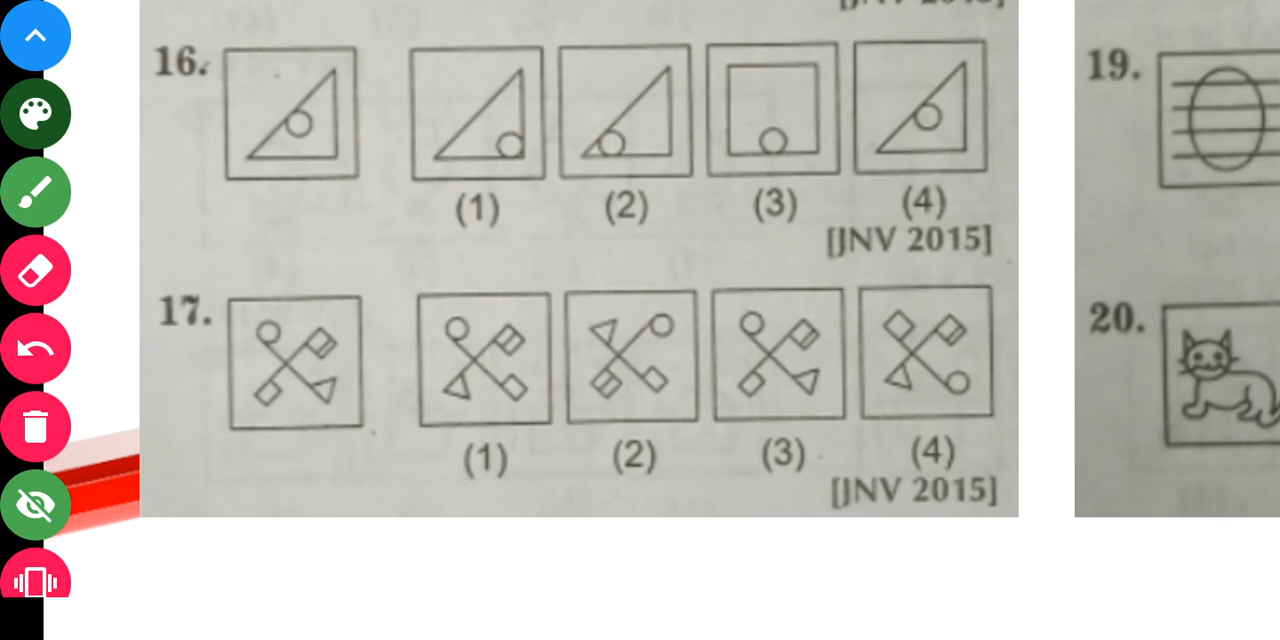 16.
(1) (2) (3) (4)
[JNV 2015]
17.
(1) (2) (3) (4)
[JNV 2015]
19.
20.